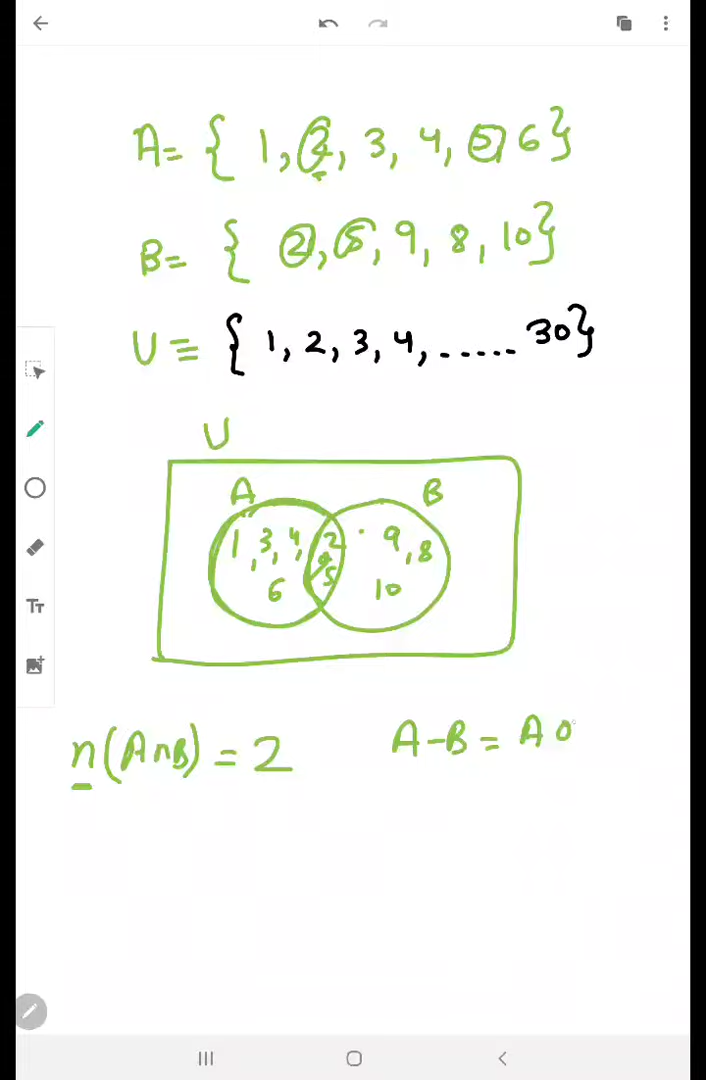 A= { 1, 2, 3, 4, 5, 6}
B= { 2, 5, 9, 8, 10}
U ≡ { 1, 2, 3, 4, ...... 30}
U
A B
1, 3, 4, 2 9, 8
6 5 10
n(A∩B) = 2 A-B = A o
Tт